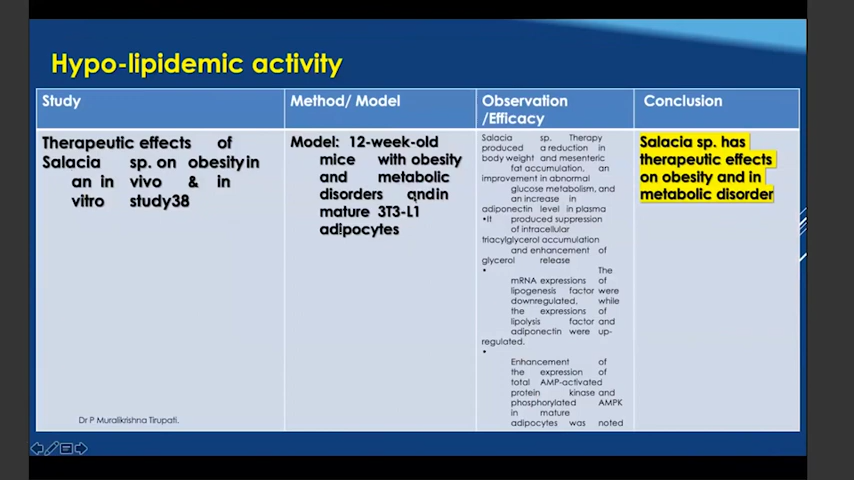 Hypo-lipidemic activity
Study
Method/ Model
Observation
/Efficacy
Conclusion
Therapeutic effects of
Salacia sp. on obesity in
an in vivo & in
vitro study38
Model: 12-week-old
mice with obesity
and metabolic
disorders and in
mature 3T3-L1
adipocytes
Salacia sp. Therapy
produced a reduction in
body weight and mesenteric
fat accumulation, an
improvement in abnormal
glucose metabolism, and
an increase in
adiponectin level in plasma
•It produced suppression
of intracellular
triacylglycerol accumulation
and enhancement of
glycerol release
• The
mRNA expressions of
lipogenesis factor were
downregulated, while
the expressions of
lipolysis factor and
adiponectin were up-
regulated.
•
Enhancement of
the expression of
total AMP-activated
protein kinase and
phosphorylated AMPK
in mature
adipocytes was noted
Salacia sp. has
therapeutic effects
on obesity and in
metabolic disorder
Dr P Muralikrishna Tirupati.